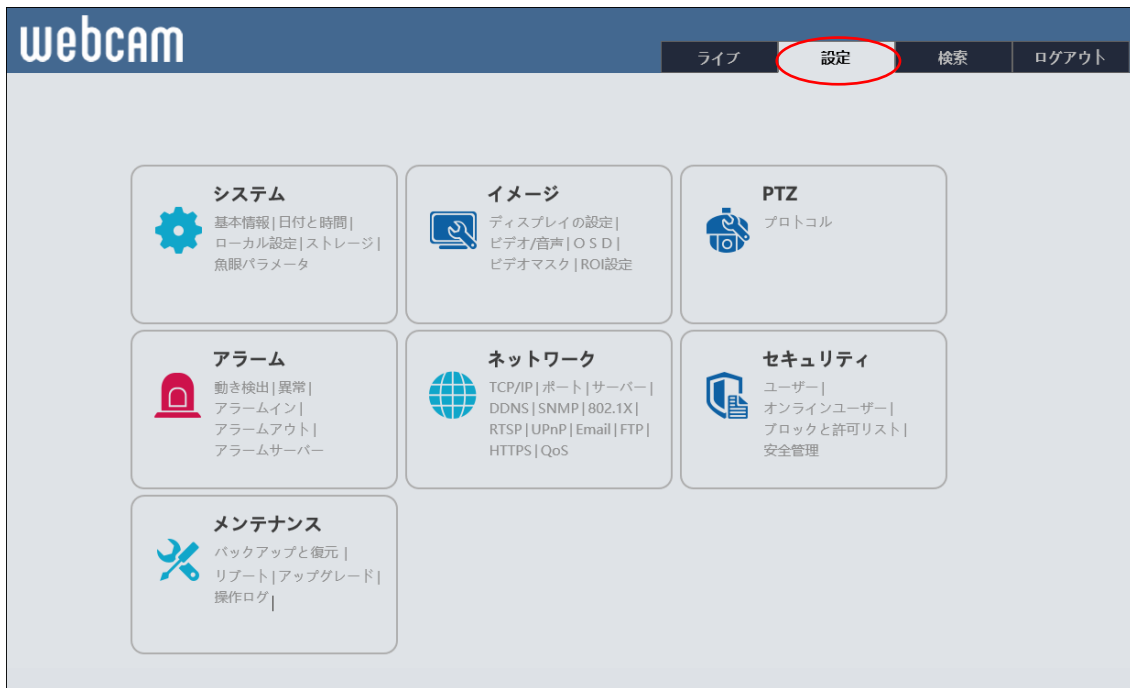 webcam
ライブ 設定 検索 ログアウト
システム
基本情報|日付と時間|
ローカル設定|ストレージ|
魚眼パラメータ
イメージ
ディスプレイの設定|
ビデオ/音声|OSD|
ビデオマスク|ROI設定
PTZ
プロトコル
アラーム
動き検出|異常|
アラームイン|
アラームアウト|
アラームサーバー
ネットワーク
TCP/IP|ポート|サーバー|
DDNS|SNMP|802.1X|
RTSP|UPnP|Email|FTP|
HTTPS|QoS
セキュリティ
ユーザー|
オンラインユーザー|
ブロックと許可リスト|
安全管理
メンテナンス
バックアップと復元|
リブート|アップグレード|
操作ログ|